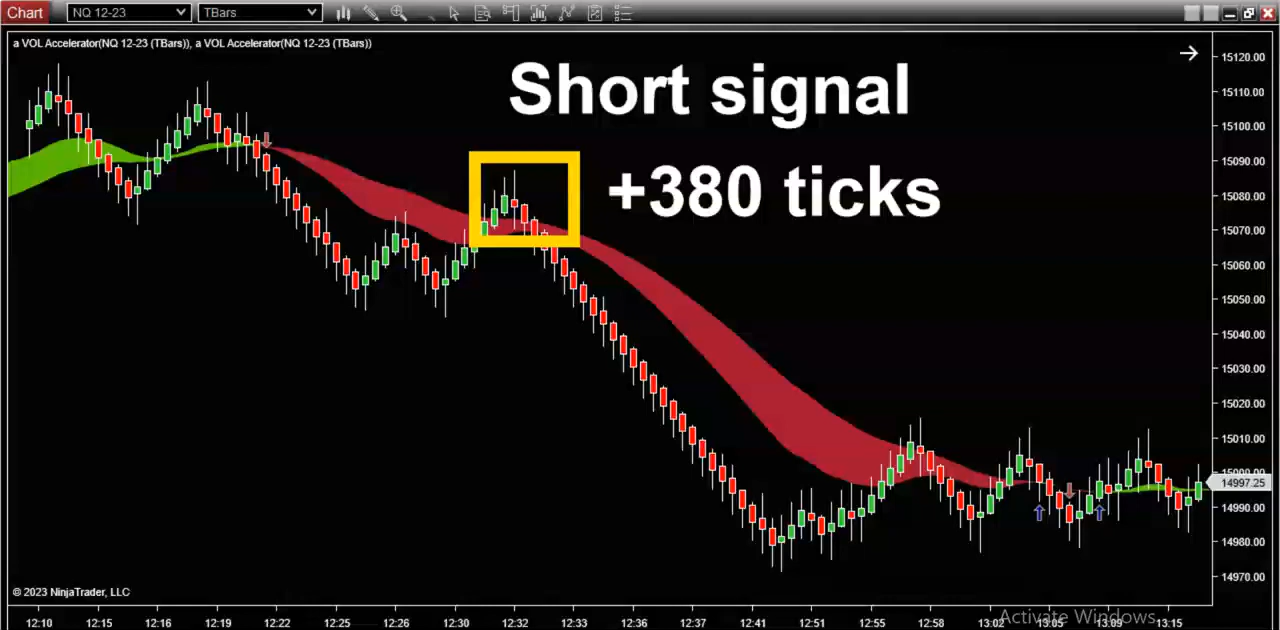 Chart NQ 12-23 TBars
a VOL Accelerator(NQ 12-23 (TBars)), a VOL Accelerator(NQ 12-23 (TBars))
Short signal
+380 ticks
15120.00
15110.00
15100.00
15090.00
15080.00
15070.00
15060.00
15050.00
15040.00
15030.00
15020.00
15010.00
15000.00
14997.25
14990.00
14980.00
14970.00
© 2023 NinjaTrader, LLC
Activate Windows
12:10 12:15 12:16 12:19 12:22 12:25 12:26 12:30 12:32 12:33 12:36 12:37 12:41 12:51 12:55 12:58 13:02 13:05 13:09 13:15